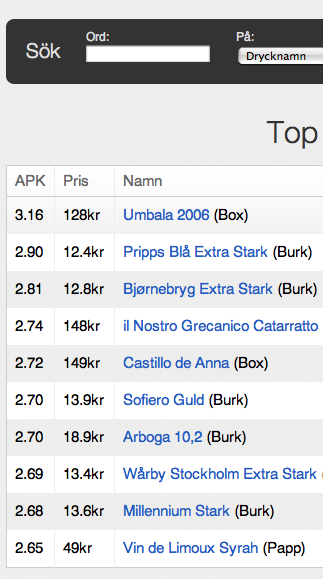 Sök Ord: På:
Drycknamn
Top
APK Pris Namn
3.16 128kr Umbala 2006 (Box)
2.90 12.4kr Pripps Blå Extra Stark (Burk)
2.81 12.8kr Bjørnebryg Extra Stark (Burk)
2.74 148kr il Nostro Grecanico Catarratto
2.72 149kr Castillo de Anna (Box)
2.70 13.9kr Sofiero Guld (Burk)
2.70 18.9kr Arboga 10,2 (Burk)
2.69 13.4kr Wårby Stockholm Extra Stark
2.68 13.6kr Millennium Stark (Burk)
2.65 49kr Vin de Limoux Syrah (Papp)